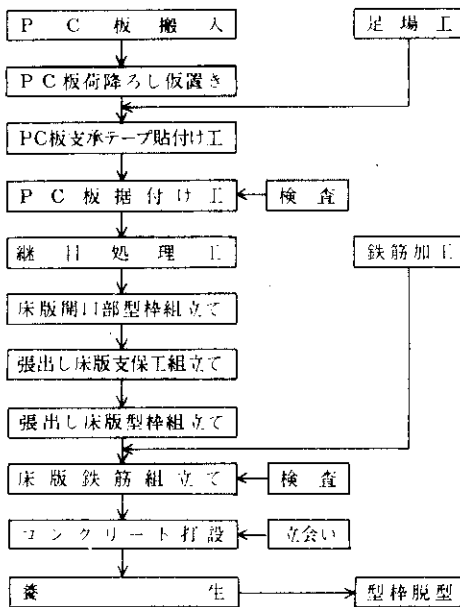 PC板搬入
足場工
PC板荷降ろし仮置き
PC板支承テープ貼付け工
PC板据付け工
検査
継目処理工
鉄筋加工
床版開口部型枠組立て
張出し床版支保工組立て
張出し床版型枠組立て
床版鉄筋組立て
検査
コンクリート打設
立会い
養生
型枠脱型